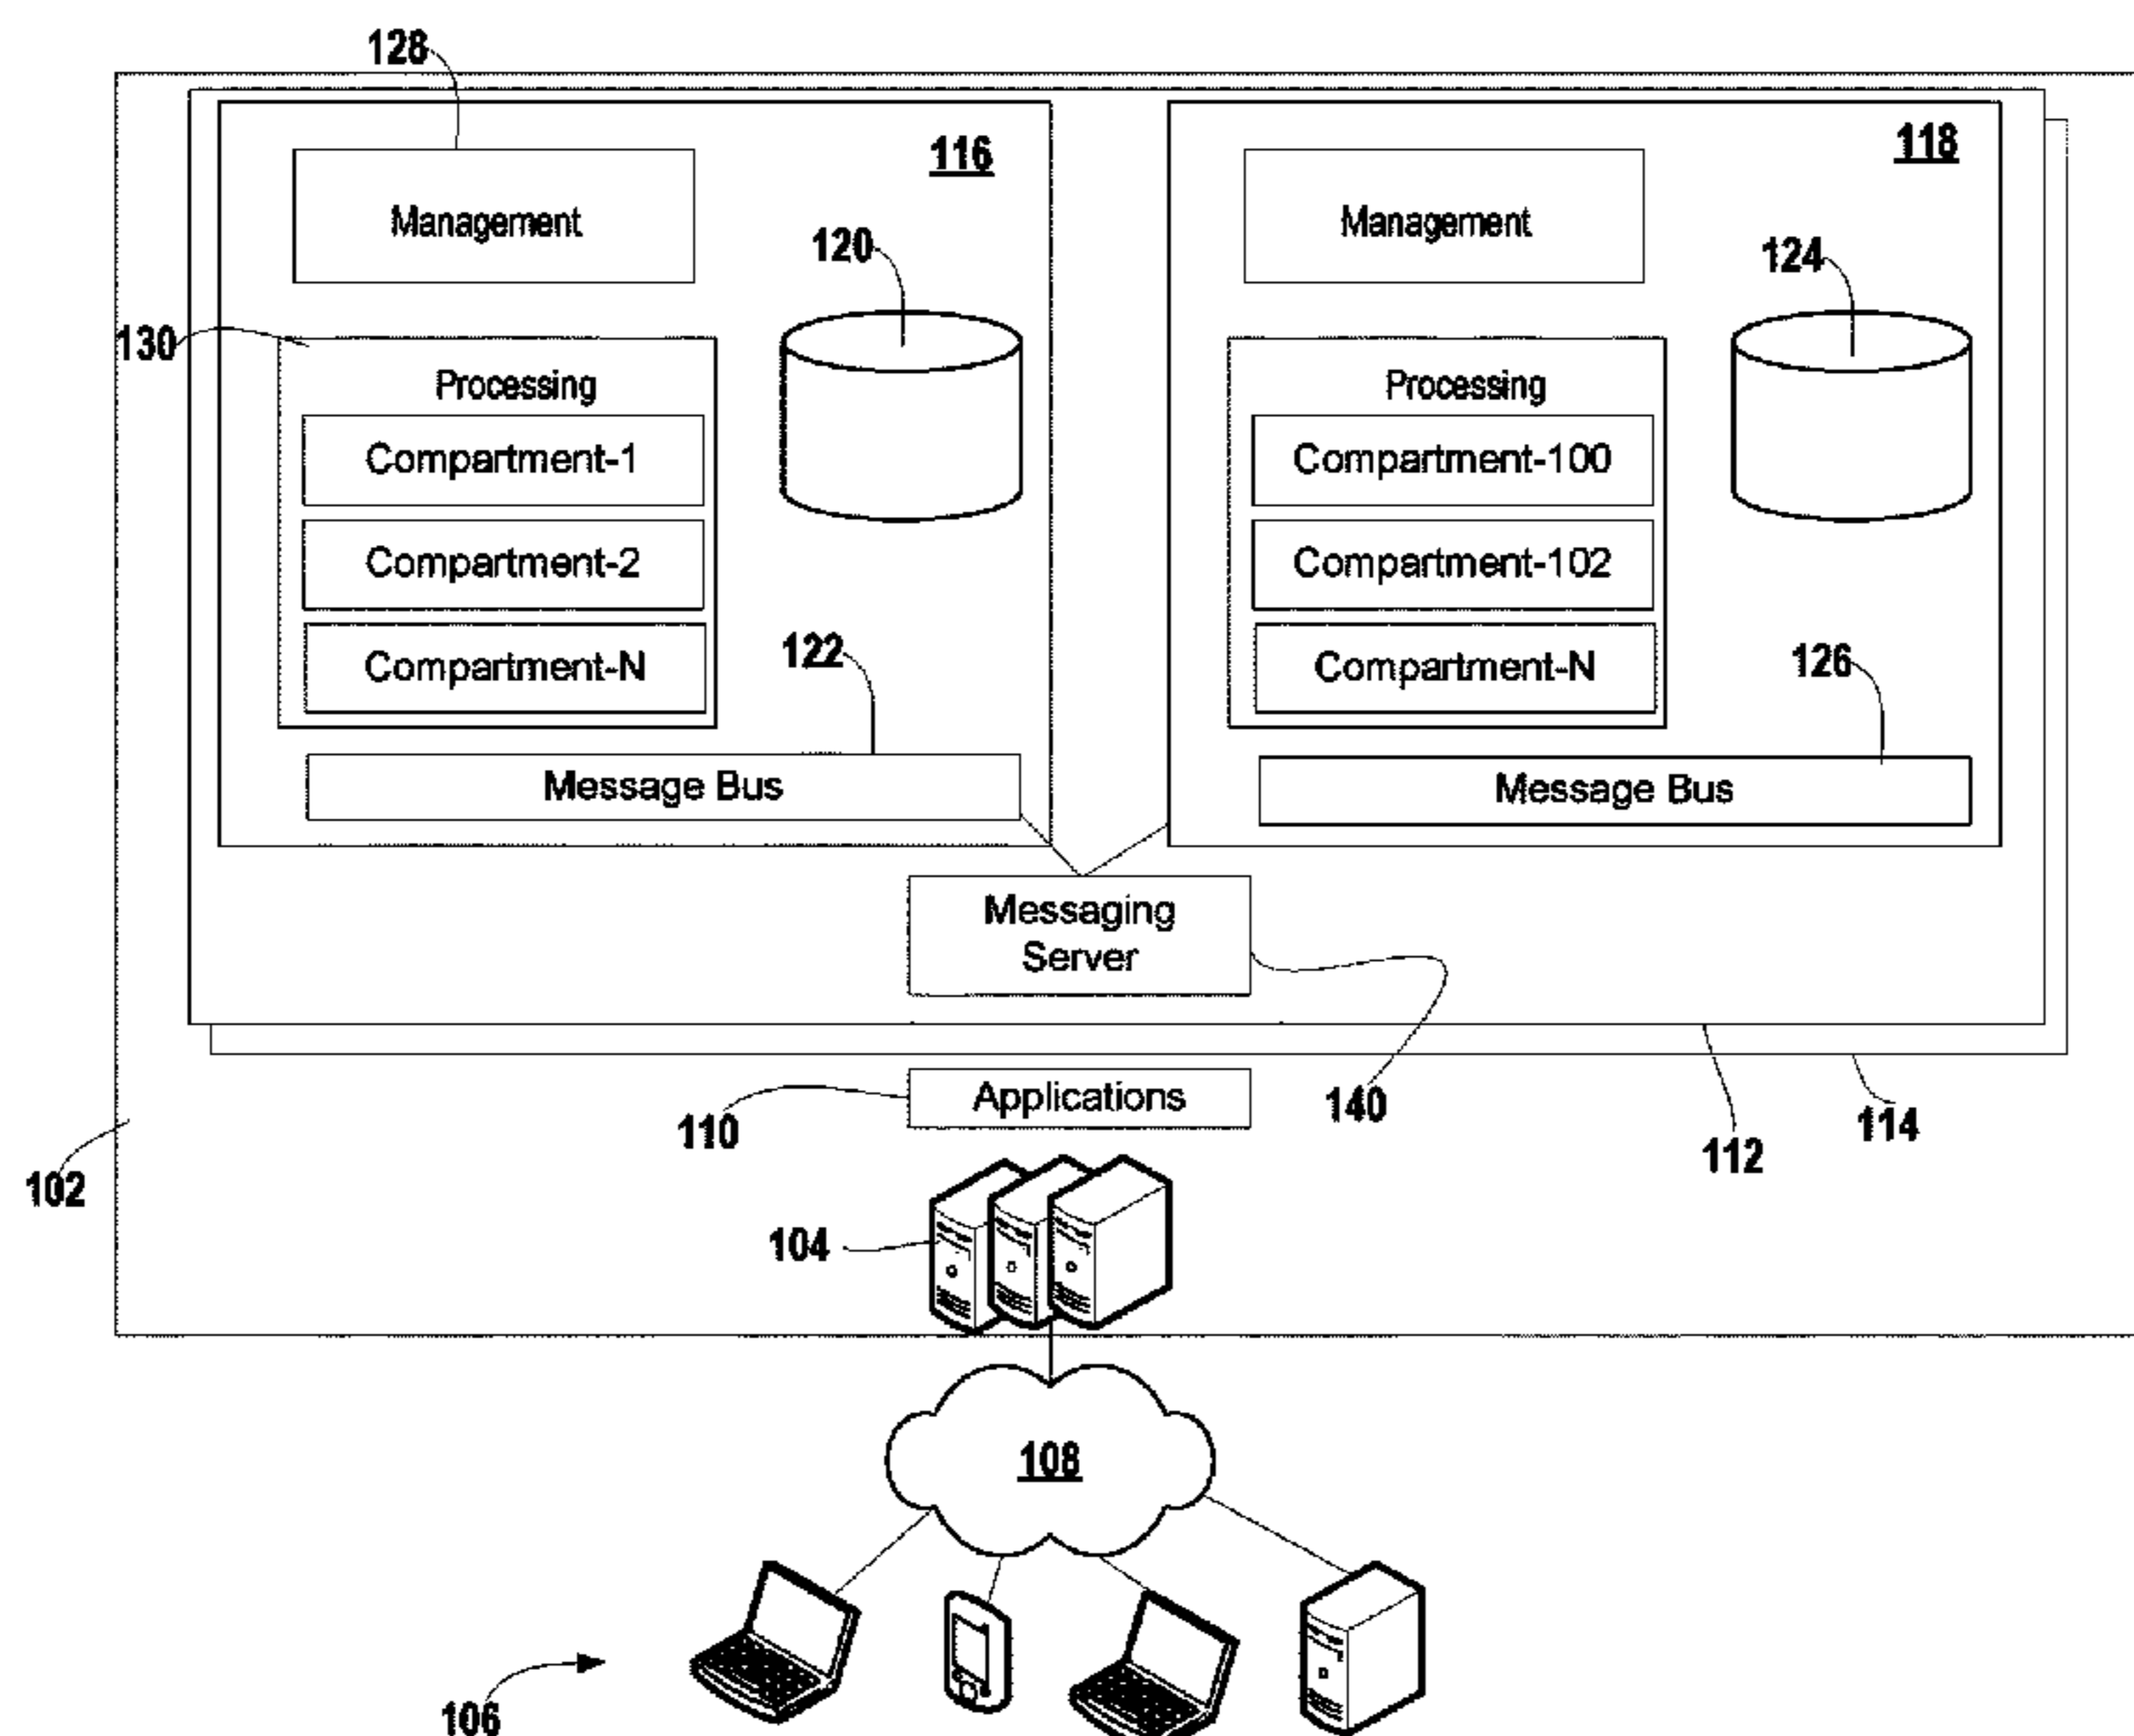 128
116
118
Management
Management
120
124
130
Processing
Processing
Compartment-1
Compartment-100
Compartment-2
Compartment-102
122
126
Compartment-N
Compartment-N
Message Bus
Message Bus
Messaging
Server
Applications
140
110
114
112
102
104
108
106